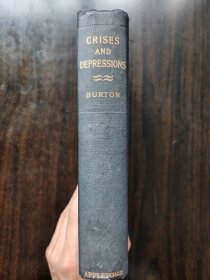 CRISES
AND
DEPRESSIONS
BURTON
APPLETONS